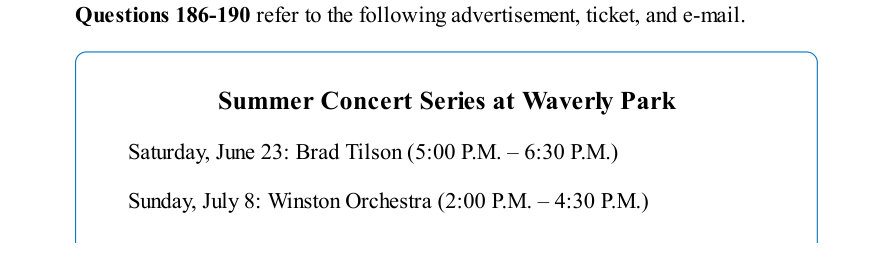 Questions 186-190 refer to the following advertisement, ticket, and e-mail.
Summer Concert Series at Waverly Park
Saturday, June 23: Brad Tilson (5:00 P.M. – 6:30 P.M.)
Sunday, July 8: Winston Orchestra (2:00 P.M. – 4:30 P.M.)